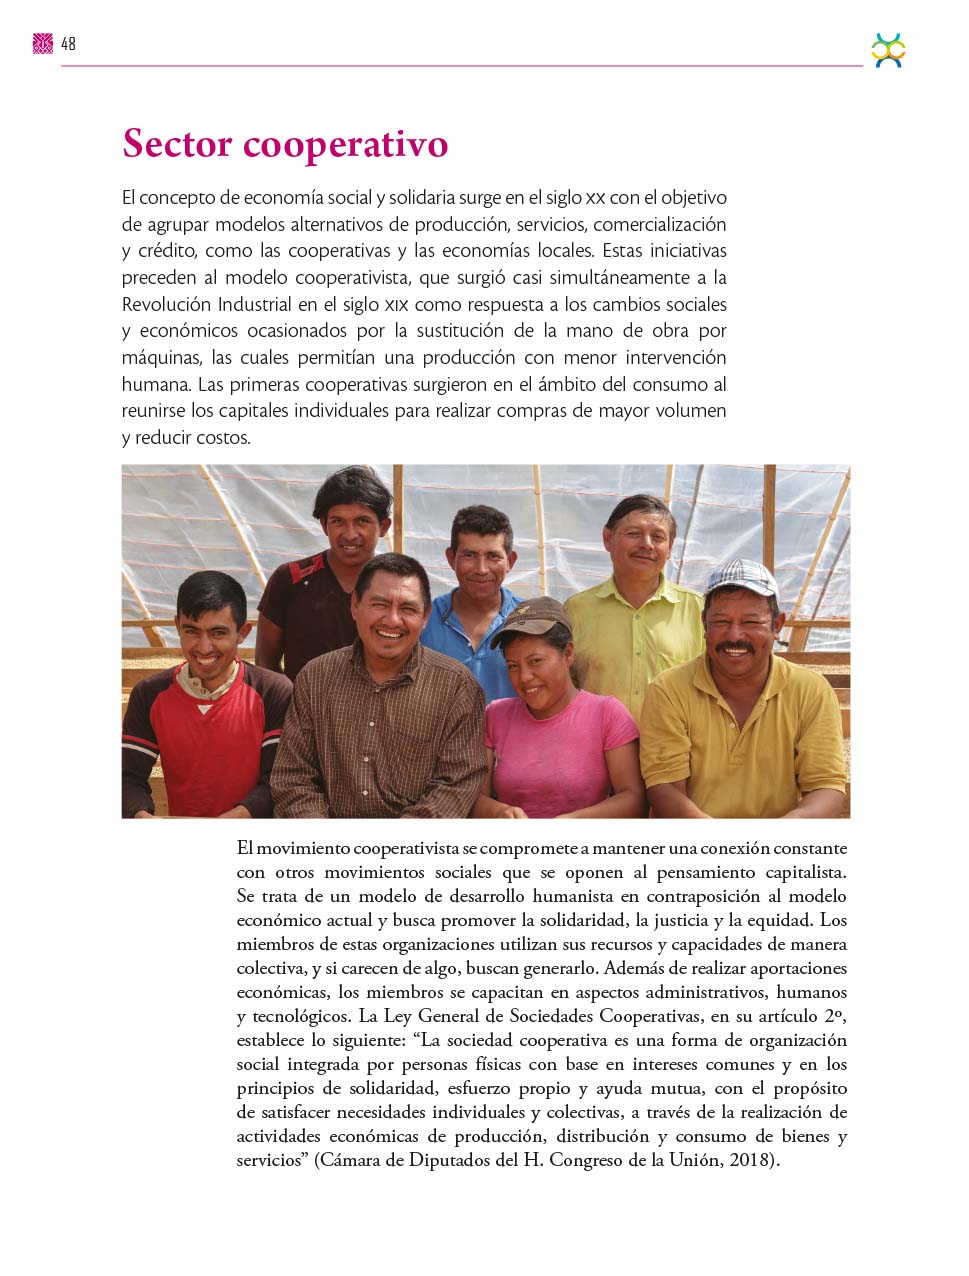 48
Sector cooperativo
El concepto de economía social y solidaria surge en el siglo XX con el objetivo
de agrupar modelos alternativos de producción, servicios, comercialización
y crédito, como las cooperativas y las economías locales. Estas iniciativas
preceden al modelo cooperativista, que surgió casi simultáneamente a la
Revolución Industrial en el siglo XIX como respuesta a los cambios sociales
y económicos ocasionados por la sustitución de la mano de obra por
máquinas, las cuales permitían una producción con menor intervención
humana. Las primeras cooperativas surgieron en el ámbito del consumo al
reunirse los capitales individuales para realizar compras de mayor volumen
y reducir costos.
El movimiento cooperativista se compromete a mantener una conexión constante
con otros movimientos sociales que se oponen al pensamiento capitalista.
Se trata de un modelo de desarrollo humanista en contraposición al modelo
económico actual y busca promover la solidaridad, la justicia y la equidad. Los
miembros de estas organizaciones utilizan sus recursos y capacidades de manera
colectiva, y si carecen de algo, buscan generarlo. Además de realizar aportaciones
económicas, los miembros se capacitan en aspectos administrativos, humanos
y tecnológicos. La Ley General de Sociedades Cooperativas, en su artículo 2º,
establece lo siguiente: “La sociedad cooperativa es una forma de organización
social integrada por personas físicas con base en intereses comunes y en los
principios de solidaridad, esfuerzo propio y ayuda mutua, con el propósito
de satisfacer necesidades individuales y colectivas, a través de la realización de
actividades económicas de producción, distribución y consumo de bienes y
servicios” (Cámara de Diputados del H. Congreso de la Unión, 2018).